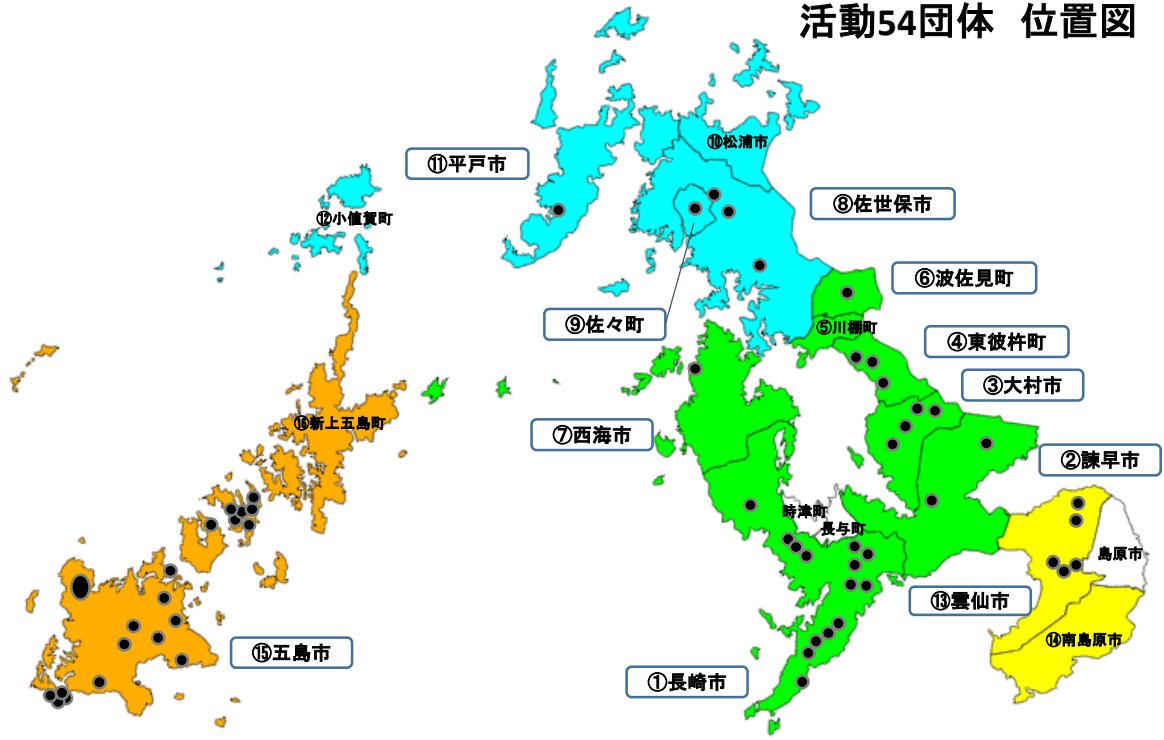 活動54団体　位置図
⑩松浦市
⑪平戸市
⑧佐世保市
⑫小値賀町
⑥波佐見町
⑨佐々町
⑤川棚町
④東彼杵町
③大村市
⑯新上五島町
⑦西海市
②諫早市
時津町
長与町
島原市
⑬雲仙市
⑭南島原市
⑮五島市
①長崎市